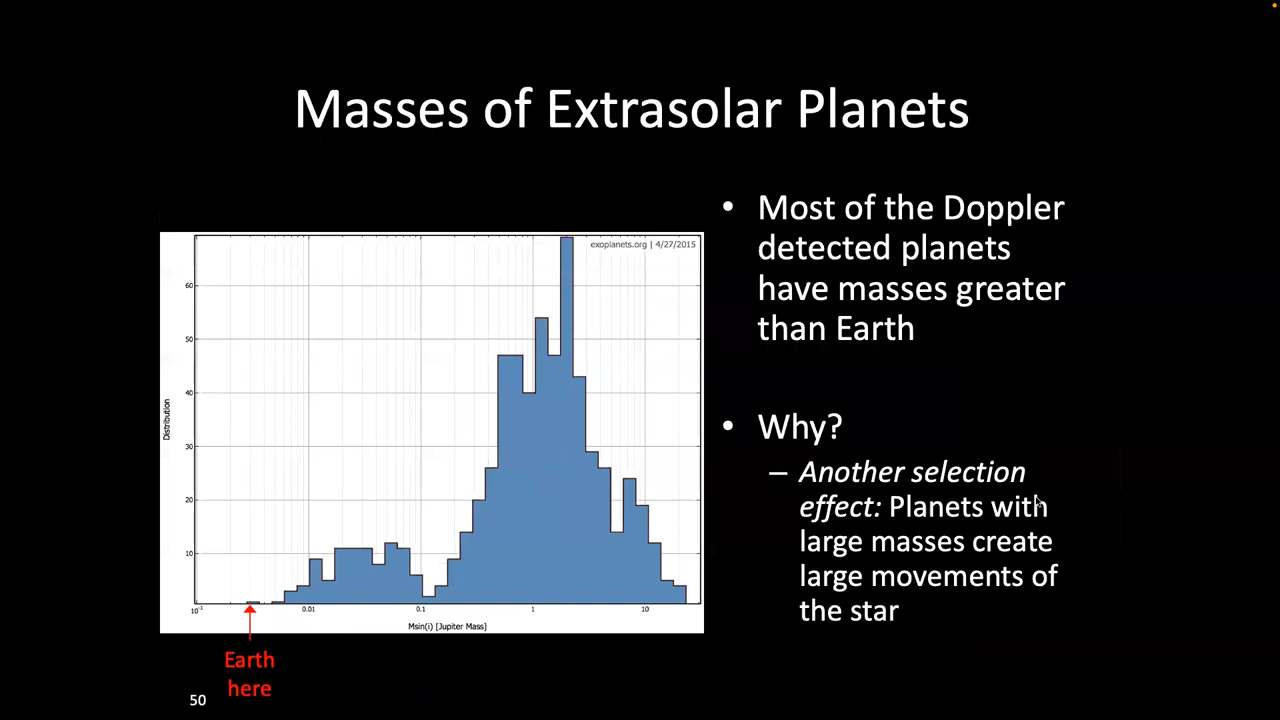 Masses of Extrasolar Planets
exoplanets.org | 4/27/2015
60
50
40
30
20
10
Distribution
10⁻³
0.01
0.1
1
10
Msin(i) [Jupiter Mass]
Earth
here
• Most of the Doppler
detected planets
have masses greater
than Earth
• Why?
– Another selection
effect: Planets with
large masses create
large movements of
the star
50